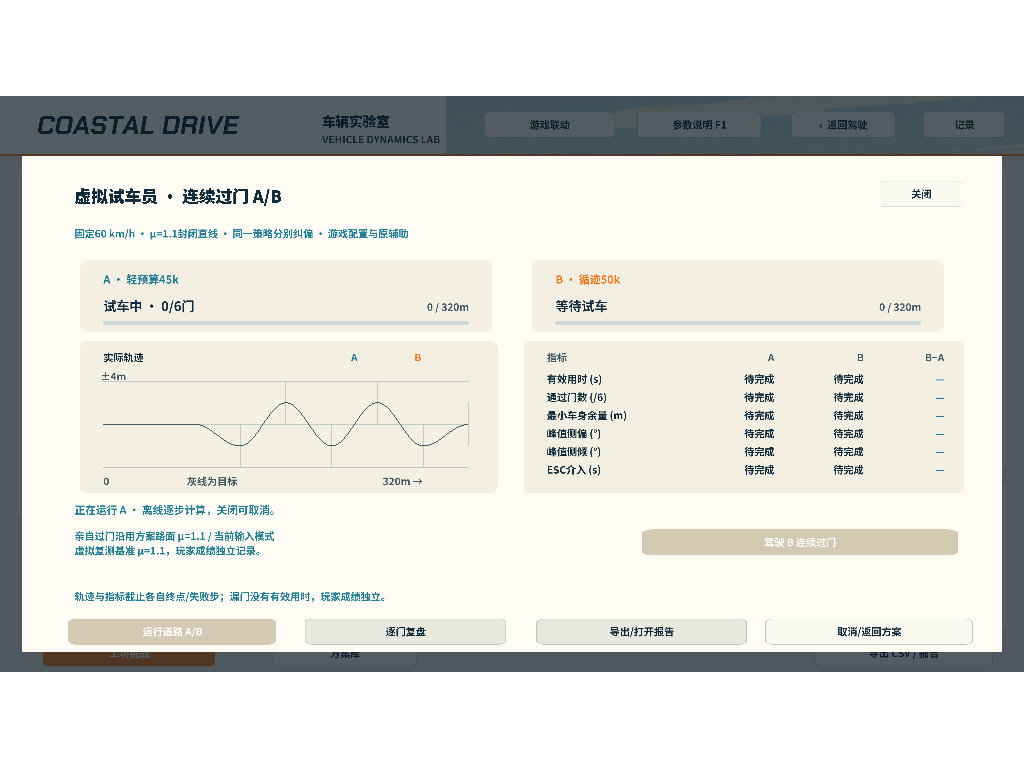 COASTAL DRIVE
车辆实验室
VEHICLE DYNAMICS LAB
游戏联动
参数说明 F1
‹ 返回驾驶
记录
虚拟试车员 · 连续过门 A/B
关闭
固定60 km/h · μ=1.1封闭直线 · 同一策略分别纠偏 · 游戏配置与原辅助
A · 轻预算45k
试车中 · 0/6门
0 / 320m
B · 循迹50k
等待试车
0 / 320m
实际轨迹
A
B
±4m
0
灰线为目标
320m →
指标 A B B−A
有效用时 (s) 待完成 待完成 —
通过门数 (/6) 待完成 待完成 —
最小车身余量 (m) 待完成 待完成 —
峰值侧偏 (°) 待完成 待完成 —
峰值侧倾 (°) 待完成 待完成 —
ESC介入 (s) 待完成 待完成 —
正在运行 A · 离线逐步计算，关闭可取消。
亲自过门沿用方案路面 μ=1.1 / 当前输入模式
虚拟复测基准 μ=1.1，玩家成绩独立记录。
驾驶 B 连续过门
轨迹与指标截止各自终点/失败步；漏门没有有效用时，玩家成绩独立。
运行道路 A/B
逐门复盘
导出/打开报告
取消/返回方案
方案库
导出 CSV / 报告